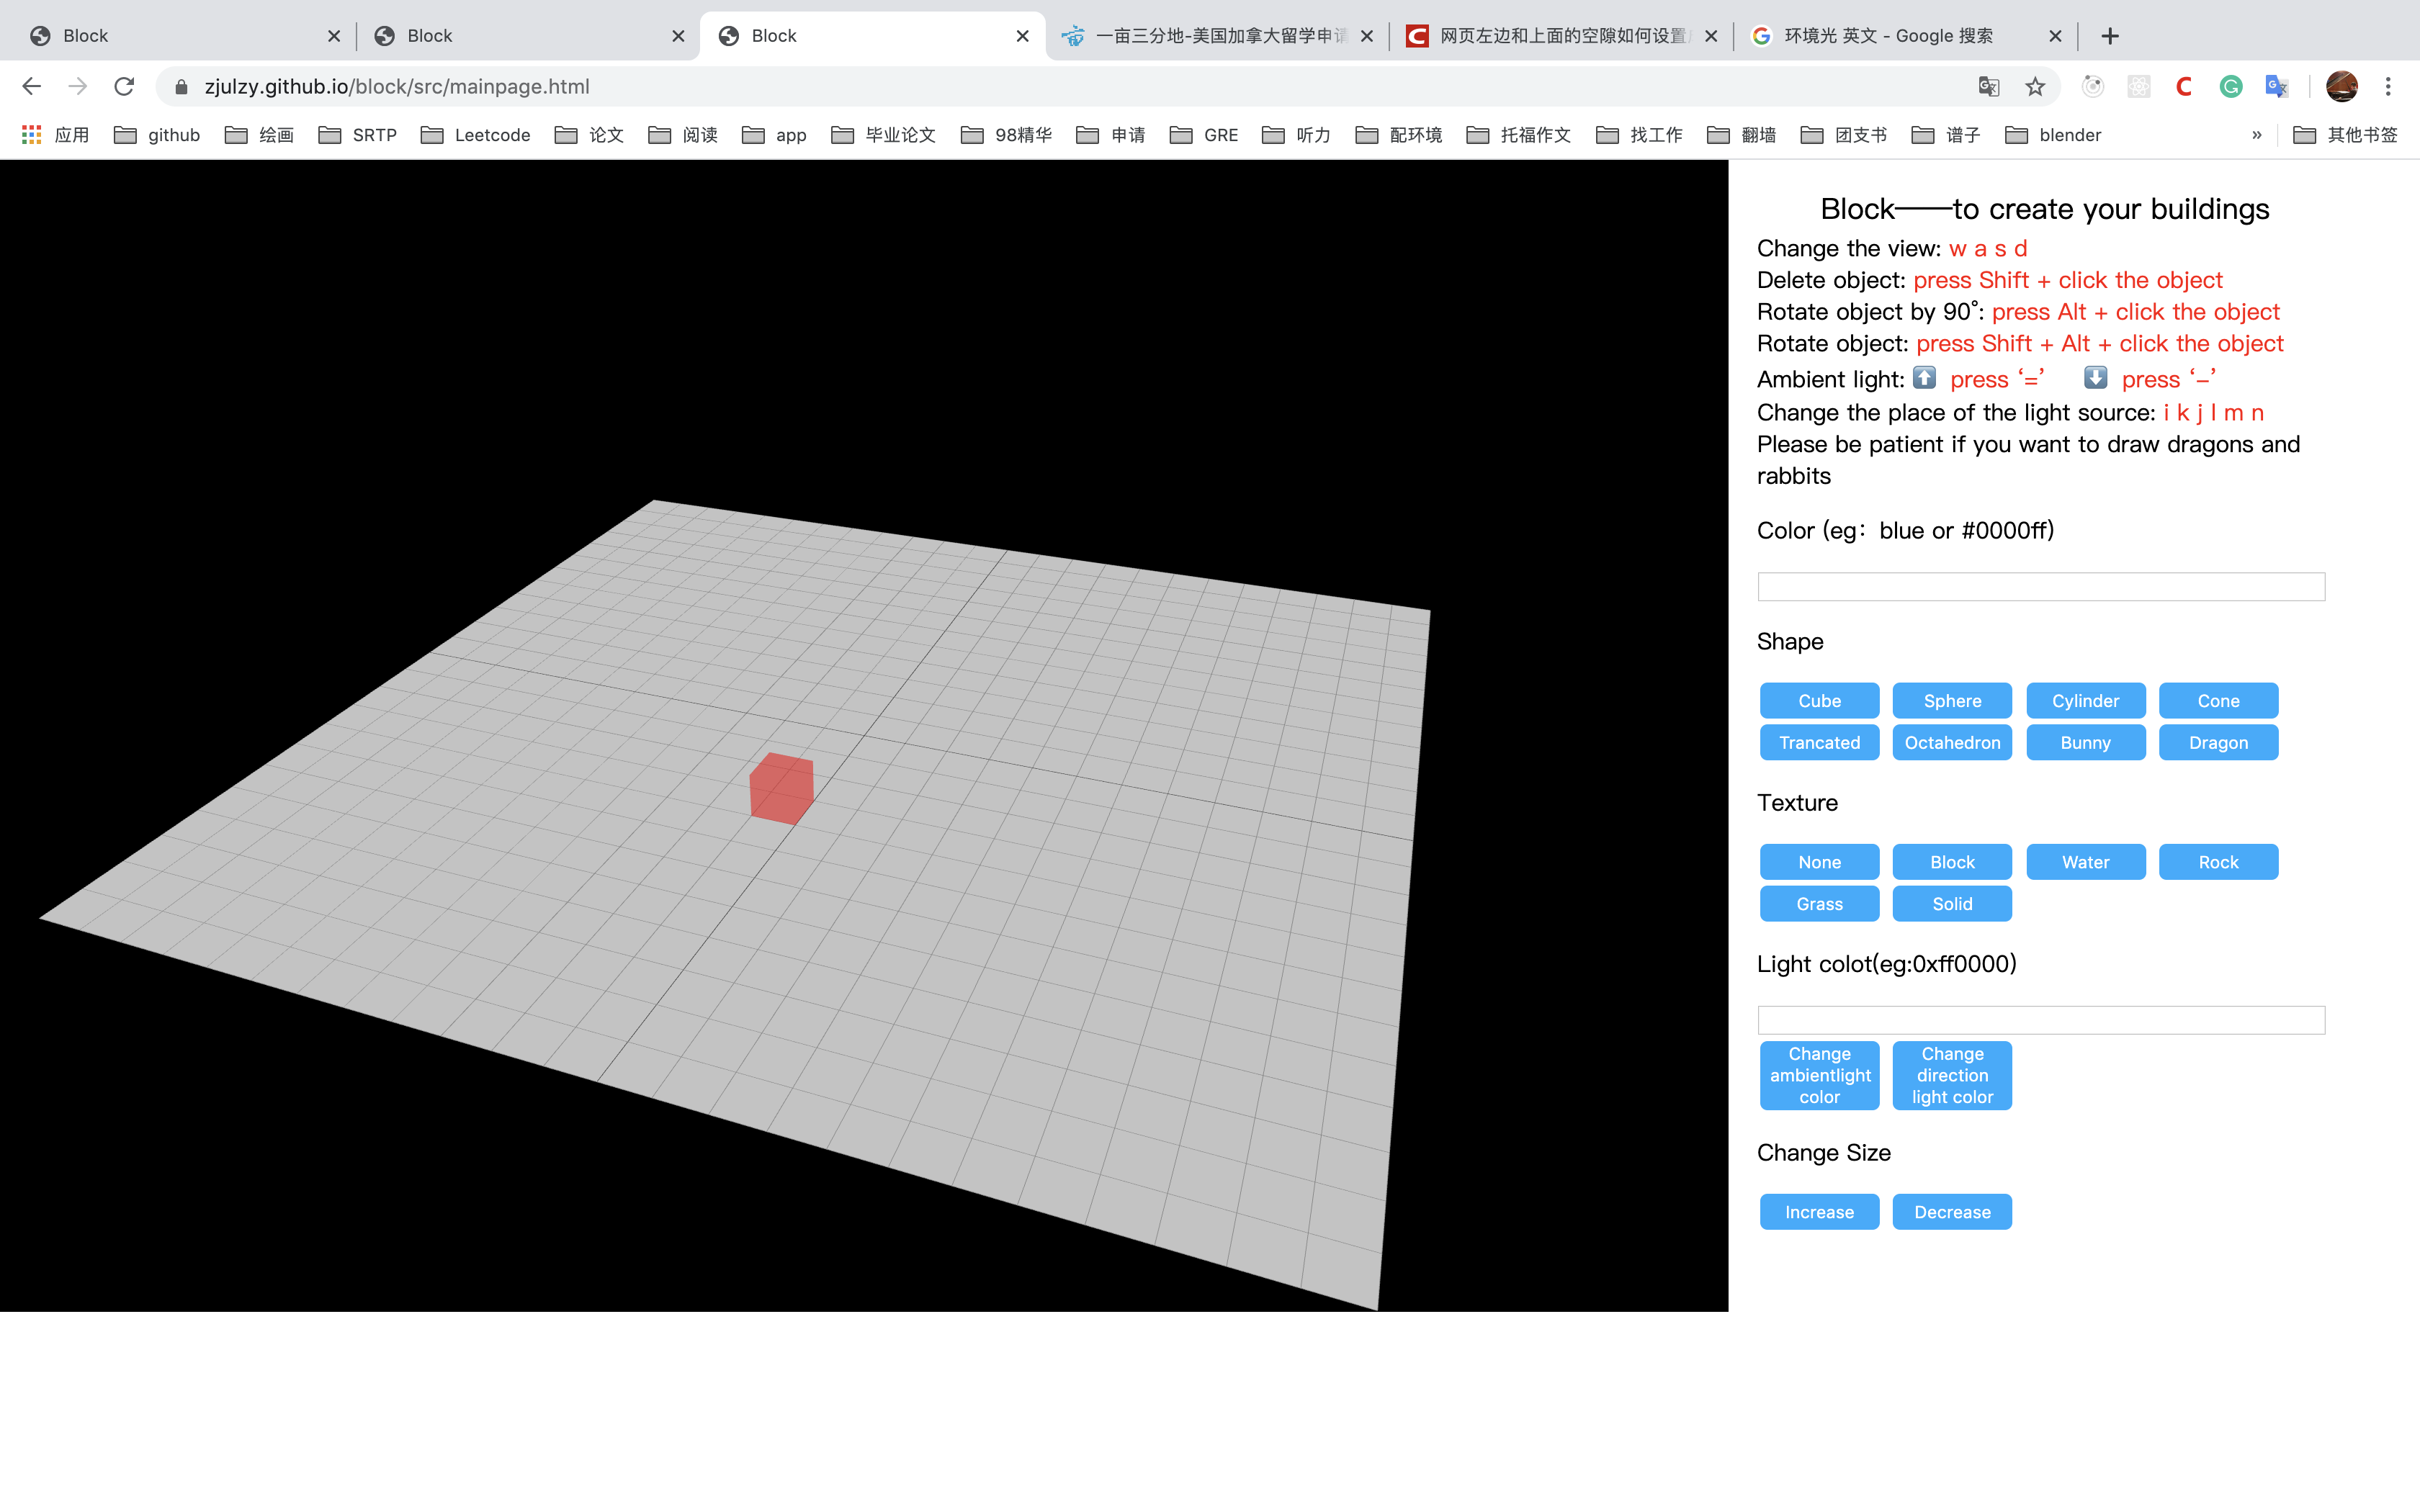 Block
Block
Block
一亩三分地-美国加拿大留学申请
网页左边和上面的空隙如何设置
环境光 英文 - Google 搜索
zjulzy.github.io/block/src/mainpage.html
应用 github 绘画 SRTP Leetcode 论文 阅读 app 毕业论文 98精华 申请 GRE 听力 配环境 托福作文 找工作 翻墙 团支书 谱子 blender » 其他书签
Block——to create your buildings
Change the view: w a s d
Delete object: press Shift + click the object
Rotate object by 90°: press Alt + click the object
Rotate object: press Shift + Alt + click the object
Ambient light: ⬆️ press ‘=’ ⬇️ press ‘-’
Change the place of the light source: i k j l m n
Please be patient if you want to draw dragons and
rabbits
Color (eg：blue or #0000ff)
Shape
Cube Sphere Cylinder Cone
Trancated Octahedron Bunny Dragon
Texture
None Block Water Rock
Grass Solid
Light colot(eg:0xff0000)
Change
ambientlight
color
Change
direction
light color
Change Size
Increase Decrease